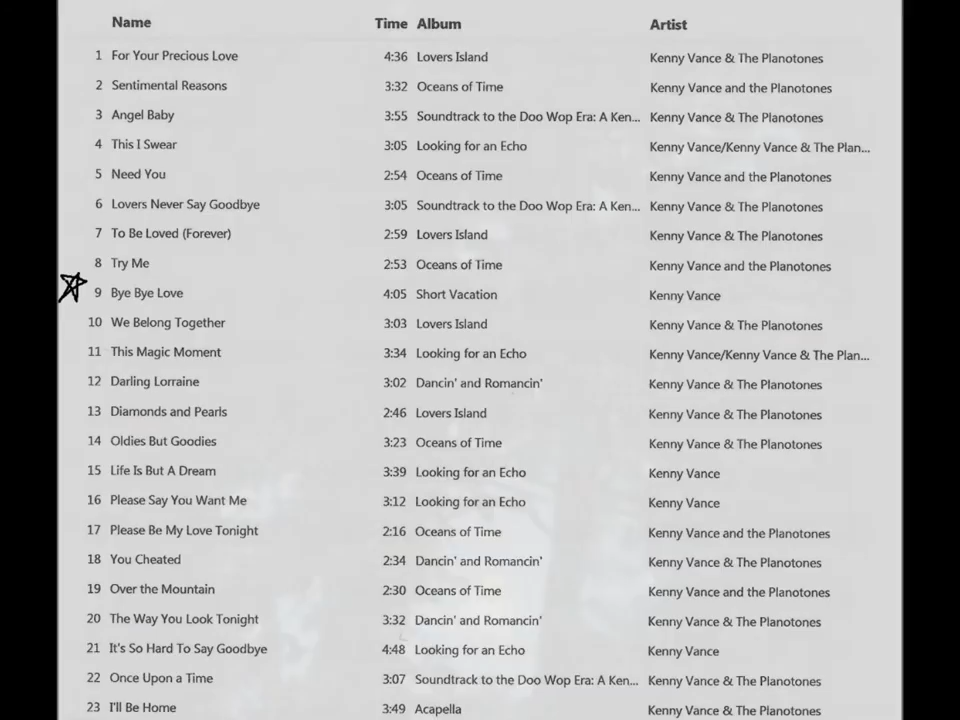 Name Time Album Artist
1 For Your Precious Love 4:36 Lovers Island Kenny Vance & The Planotones
2 Sentimental Reasons 3:32 Oceans of Time Kenny Vance and the Planotones
3 Angel Baby 3:55 Soundtrack to the Doo Wop Era: A Ken... Kenny Vance & The Planotones
4 This I Swear 3:05 Looking for an Echo Kenny Vance/Kenny Vance & The Plan...
5 Need You 2:54 Oceans of Time Kenny Vance and the Planotones
6 Lovers Never Say Goodbye 3:05 Soundtrack to the Doo Wop Era: A Ken... Kenny Vance & The Planotones
7 To Be Loved (Forever) 2:59 Lovers Island Kenny Vance & The Planotones
8 Try Me 2:53 Oceans of Time Kenny Vance and the Planotones
9 Bye Bye Love 4:05 Short Vacation Kenny Vance
10 We Belong Together 3:03 Lovers Island Kenny Vance & The Planotones
11 This Magic Moment 3:34 Looking for an Echo Kenny Vance/Kenny Vance & The Plan...
12 Darling Lorraine 3:02 Dancin' and Romancin' Kenny Vance & The Planotones
13 Diamonds and Pearls 2:46 Lovers Island Kenny Vance & The Planotones
14 Oldies But Goodies 3:23 Oceans of Time Kenny Vance & The Planotones
15 Life Is But A Dream 3:39 Looking for an Echo Kenny Vance
16 Please Say You Want Me 3:12 Looking for an Echo Kenny Vance
17 Please Be My Love Tonight 2:16 Oceans of Time Kenny Vance and the Planotones
18 You Cheated 2:34 Dancin' and Romancin' Kenny Vance & The Planotones
19 Over the Mountain 2:30 Oceans of Time Kenny Vance and the Planotones
20 The Way You Look Tonight 3:32 Dancin' and Romancin' Kenny Vance & The Planotones
21 It's So Hard To Say Goodbye 4:48 Looking for an Echo Kenny Vance
22 Once Upon a Time 3:07 Soundtrack to the Doo Wop Era: A Ken... Kenny Vance & The Planotones
23 I'll Be Home 3:49 Acapella Kenny Vance & The Planotones